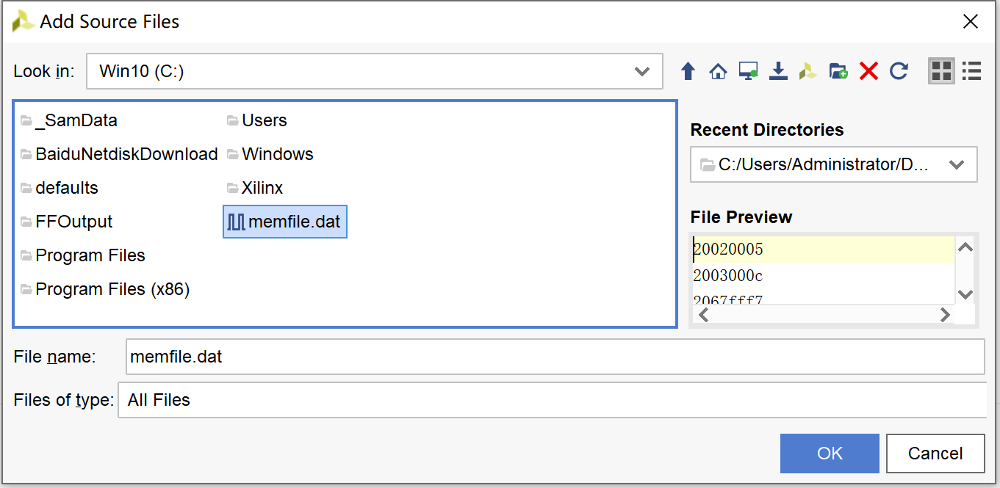 Add Source Files
Look in: Win10 (C:)
_SamData
BaiduNetdiskDownload
defaults
FFOutput
Program Files
Program Files (x86)
Users
Windows
Xilinx
memfile.dat
Recent Directories
C:/Users/Administrator/D...
File Preview
20020005
2003000c
2067fff7
File name: memfile.dat
Files of type: All Files
OK Cancel